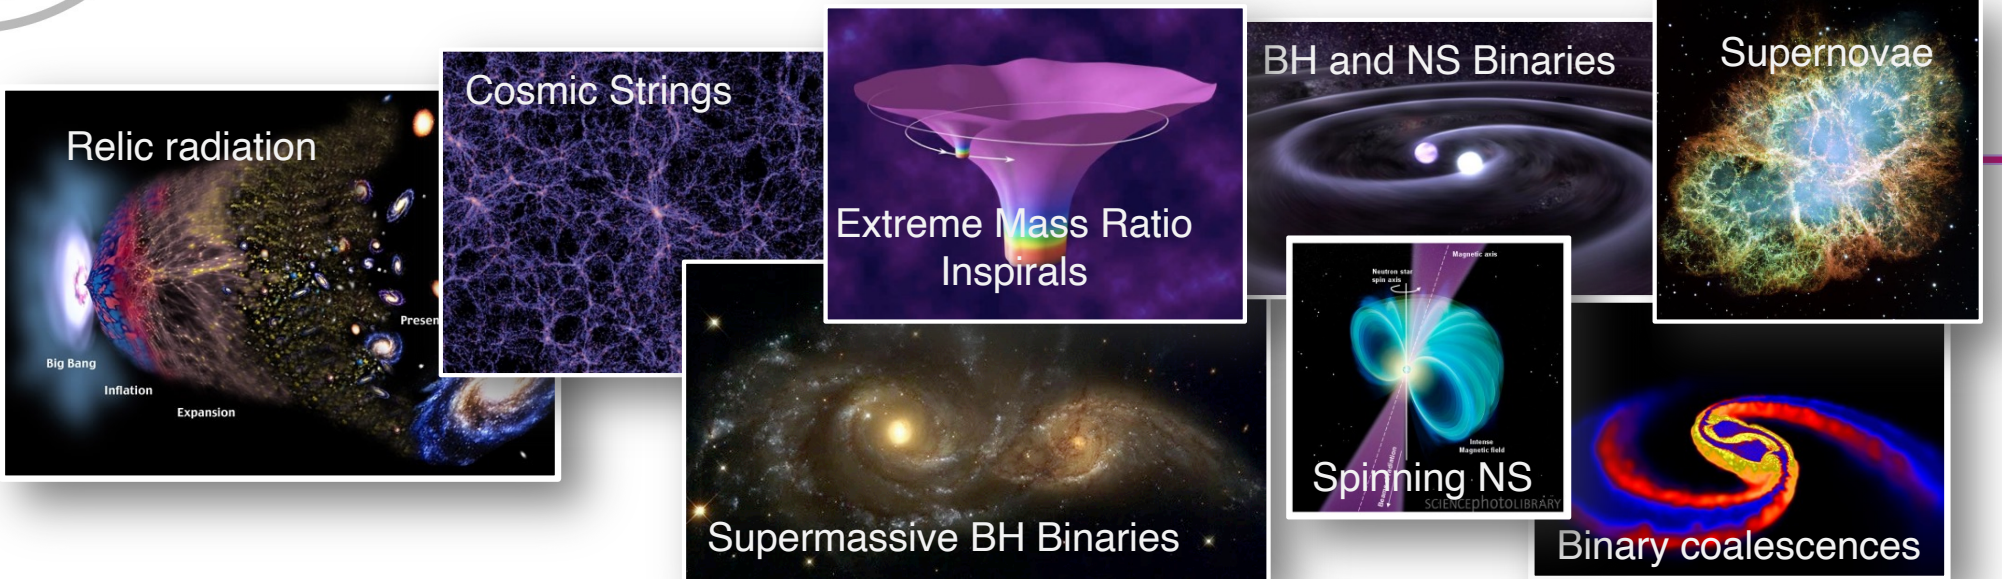 Relic radiation
Big Bang
Inflation
Expansion
Presen
Cosmic Strings
Extreme Mass Ratio
Inspirals
Supermassive BH Binaries
BH and NS Binaries
Magnetic axis
Neutron star
spin axis
Intense
Magnetic field
Spinning NS
SCIENCEPHOTOLIBRARY
Supernovae
Binary coalescences